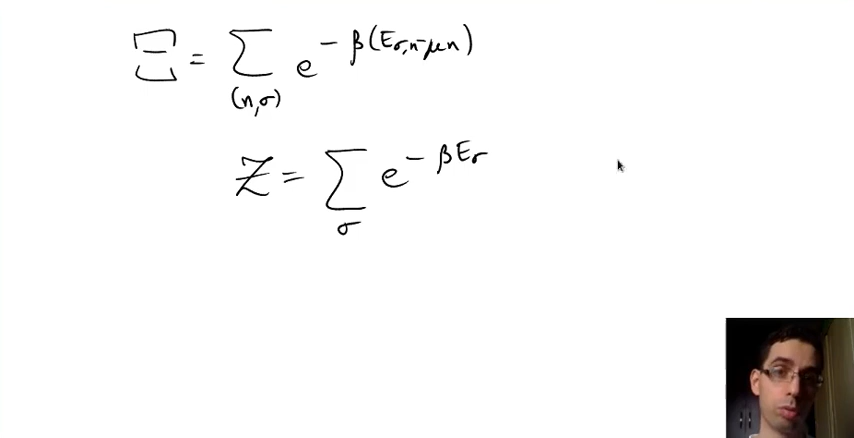 Ξ = ∑_{(n,σ)} e^{-β(E_{σ,n}-μn)}
Z = ∑_{σ} e^{-βE_σ}